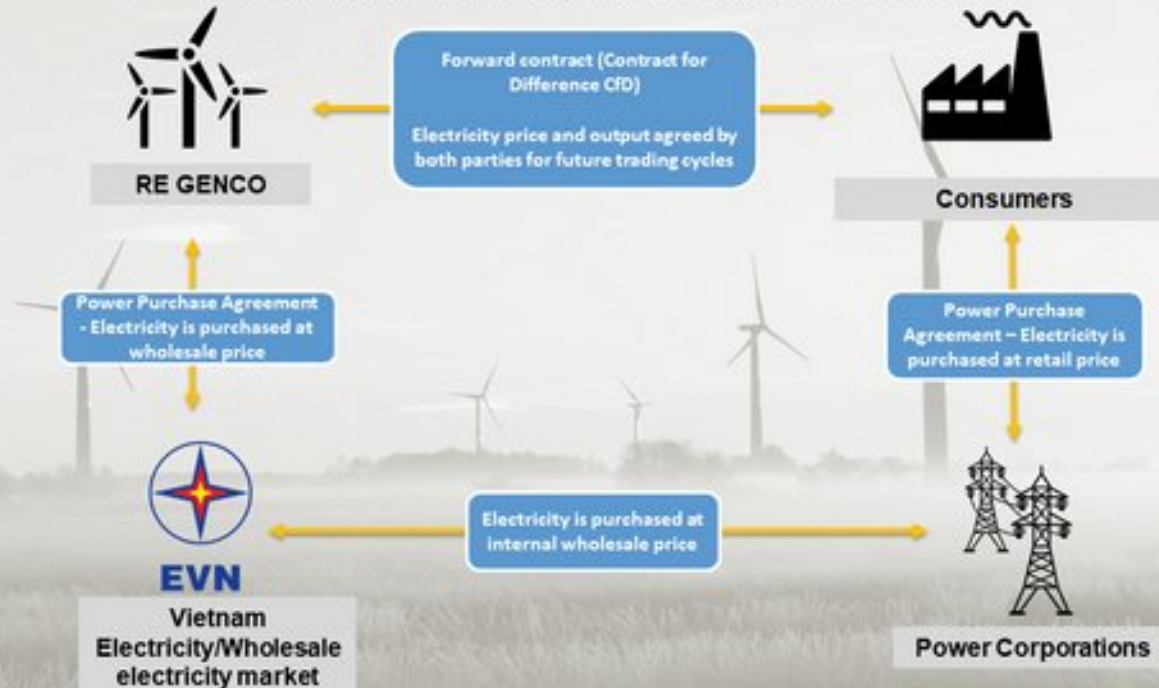 Forward contract (Contract for
Difference CfD)
Electricity price and output agreed by
both parties for future trading cycles
RE GENCO
Consumers
Power Purchase Agreement
- Electricity is purchased at
wholesale price
Power Purchase
Agreement – Electricity is
purchased at retail price
Electricity is purchased at
internal wholesale price
EVN
Vietnam
Electricity/Wholesale
electricity market
Power Corporations